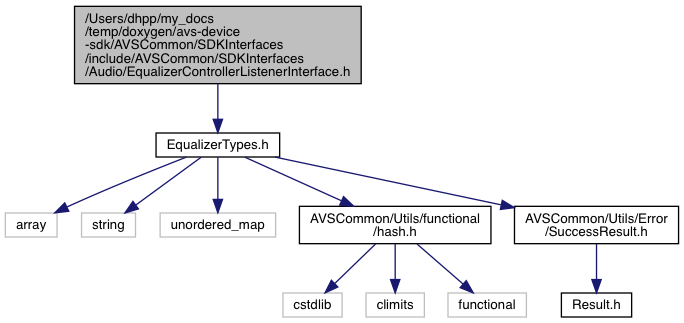 /Users/dhpp/my_docs
/temp/doxygen/avs-device
-sdk/AVSCommon/SDKInterfaces
/include/AVSCommon/SDKInterfaces
/Audio/EqualizerControllerListenerInterface.h
EqualizerTypes.h
array
string
unordered_map
AVSCommon/Utils/functional
/hash.h
AVSCommon/Utils/Error
/SuccessResult.h
cstdlib
climits
functional
Result.h